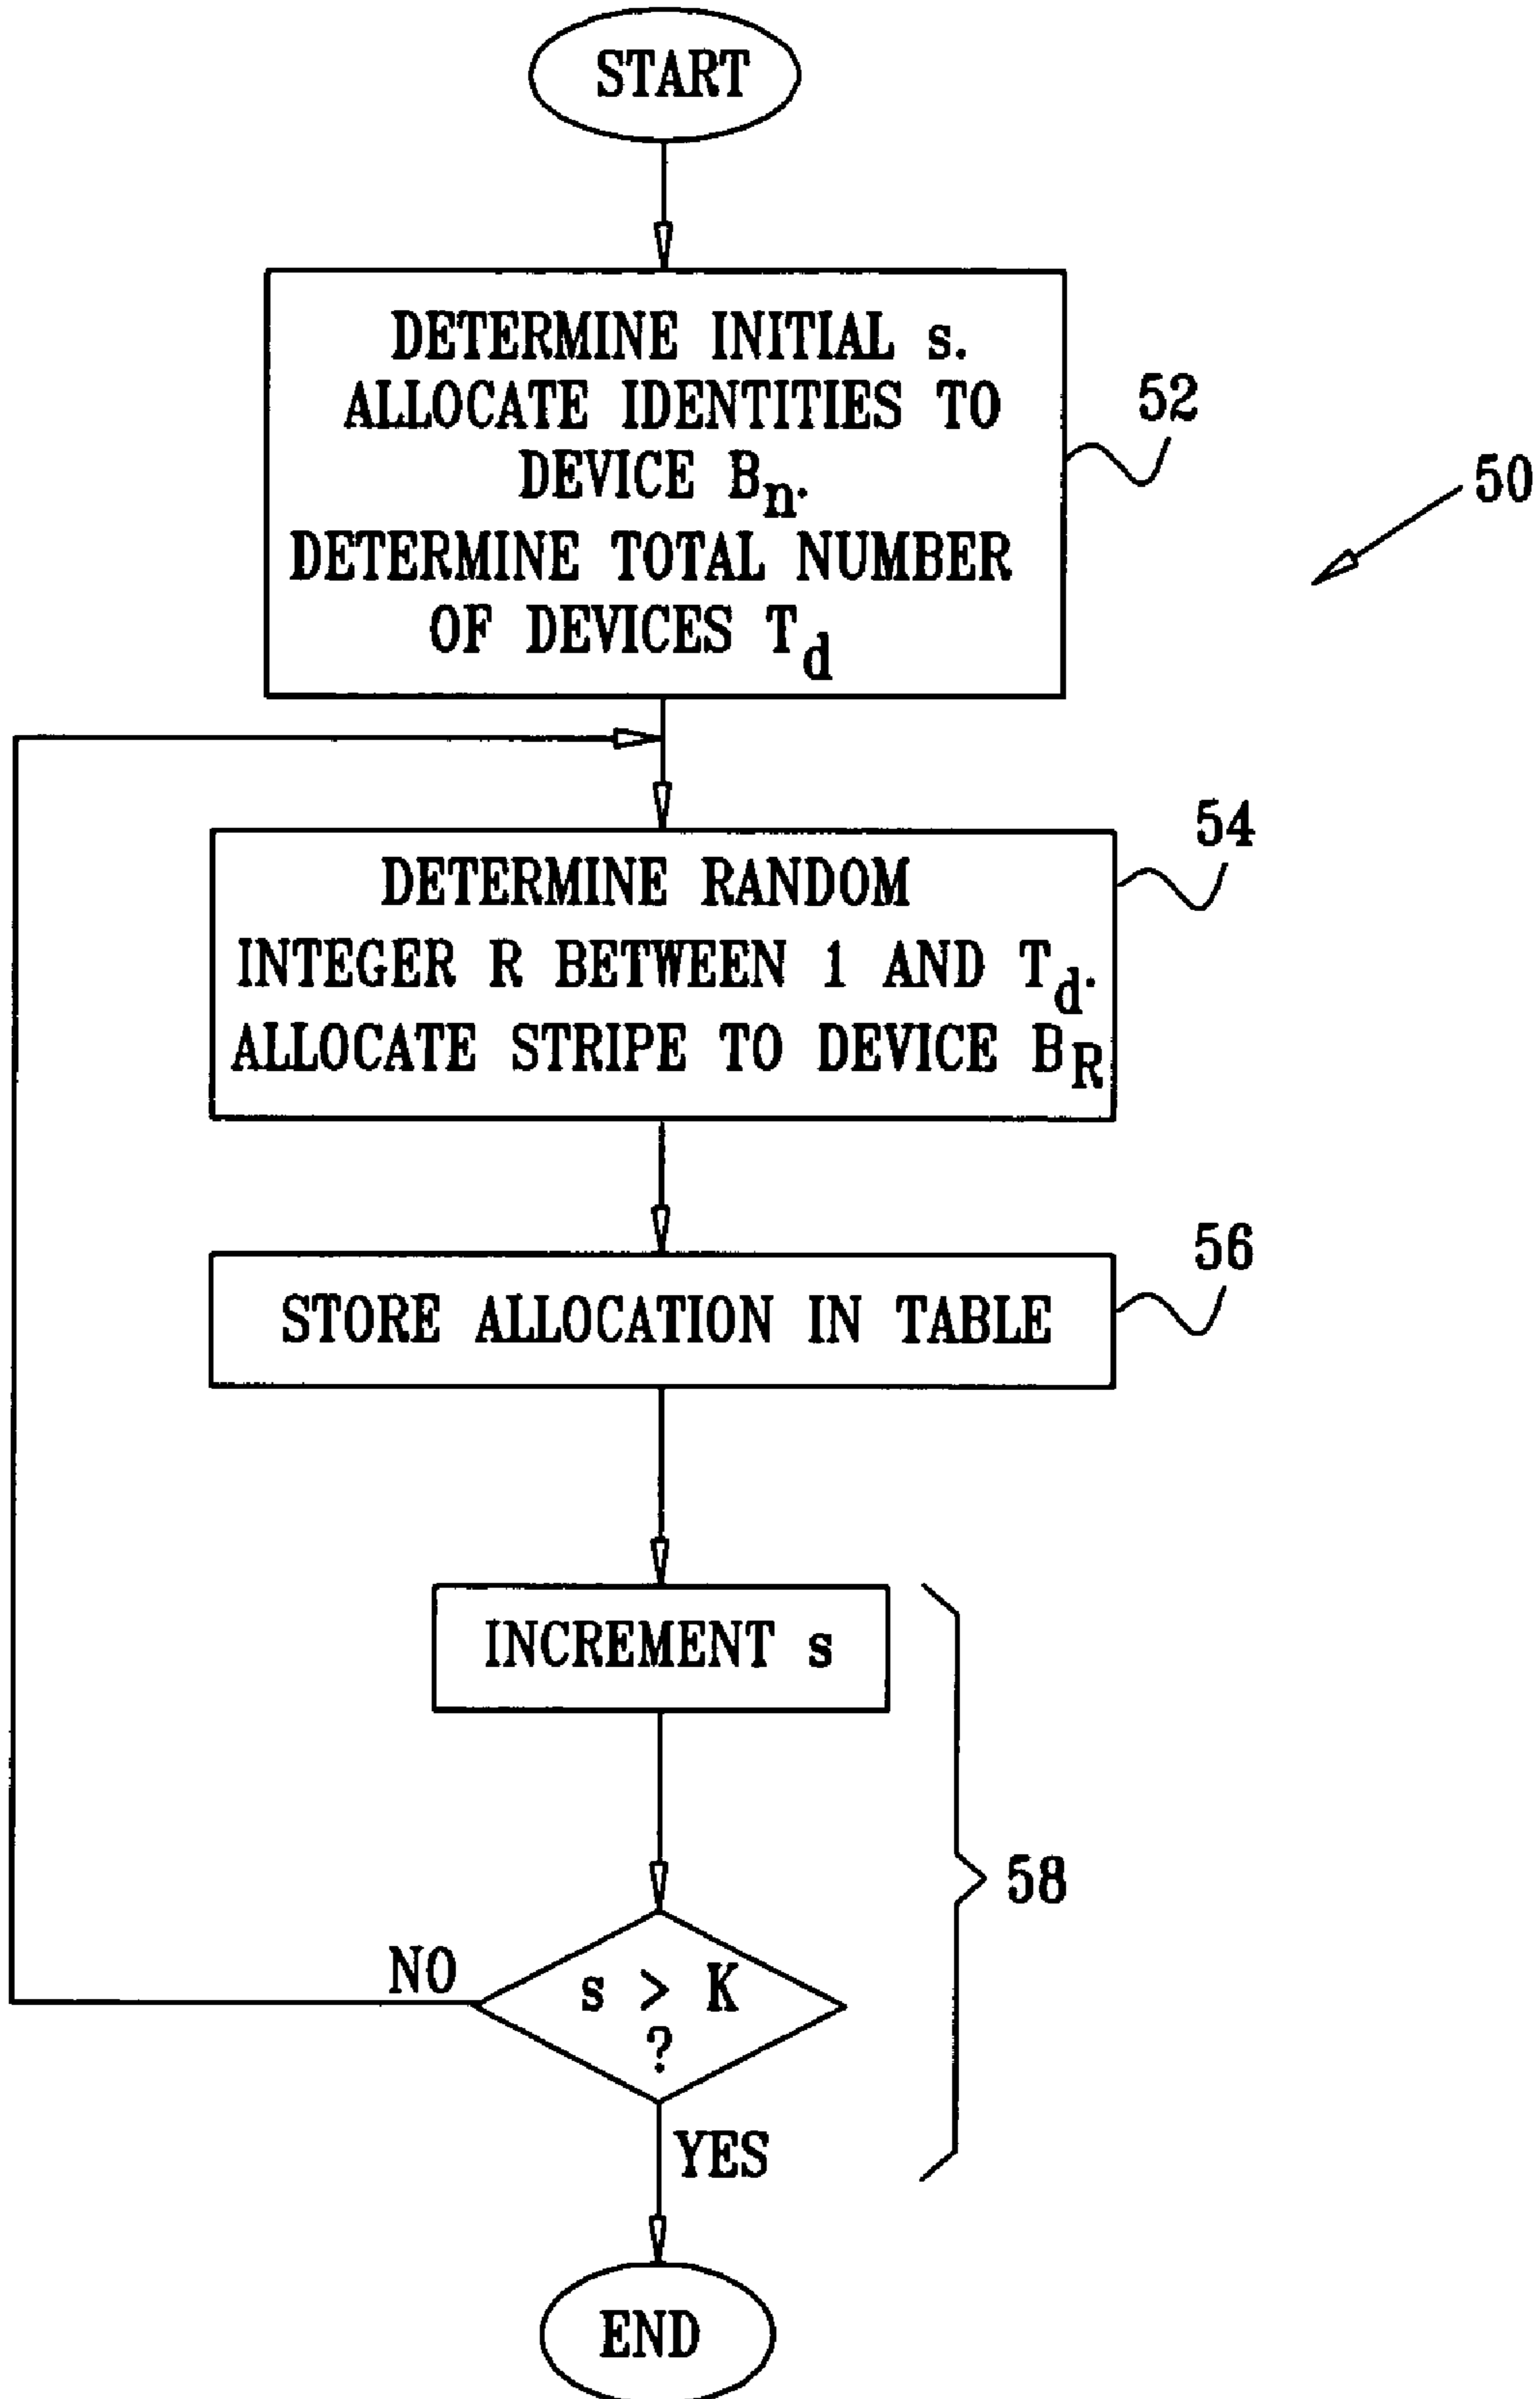 START
DETERMINE INITIAL s.
ALLOCATE IDENTITIES TO
DEVICE Bn.
DETERMINE TOTAL NUMBER
OF DEVICES Td
52
50
DETERMINE RANDOM
INTEGER R BETWEEN 1 AND Td.
ALLOCATE STRIPE TO DEVICE BR
54
STORE ALLOCATION IN TABLE
56
INCREMENT s
58
s > K
?
NO
YES
END